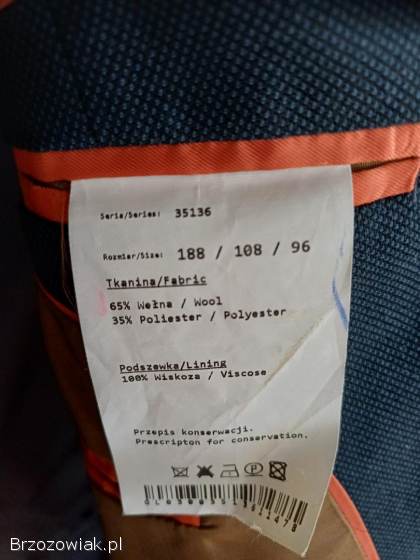 Seria/Series: 35136
Rozmiar/Size: 188 / 108 / 96
Tkanina/Fabric
65% Wełna / Wool
35% Poliester / Polyester
Podszewka/Lining
100% Wiskoza / Viscose
Przepis konserwacji.
Prescripton for conservation.
Brzozowiak.pl